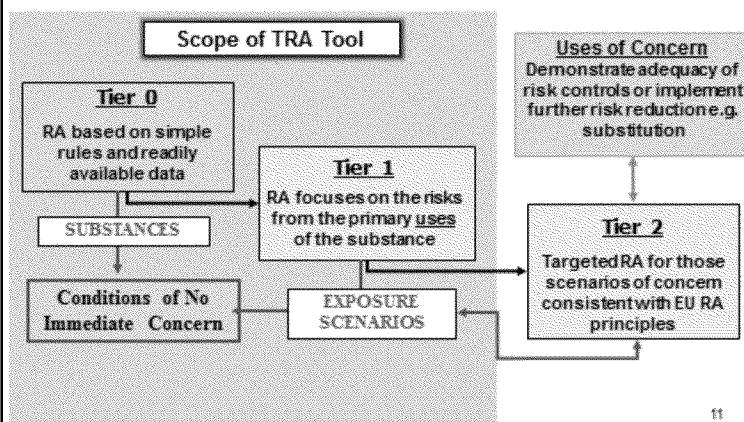 Scope of TRA Tool
Tier 0
RA based on simple
rules and readily
available data
SUBSTANCES
Conditions of No
Immediate Concern
Tier 1
RA focuses on the risks
from the primary uses
of the substance
EXPOSURE
SCENARIOS
Uses of Concern
Demonstrate adequacy of
risk controls or implement
further risk reduction e.g.
substitution
Tier 2
Targeted RA for those
scenarios of concern
consistent with EU RA
principles
11